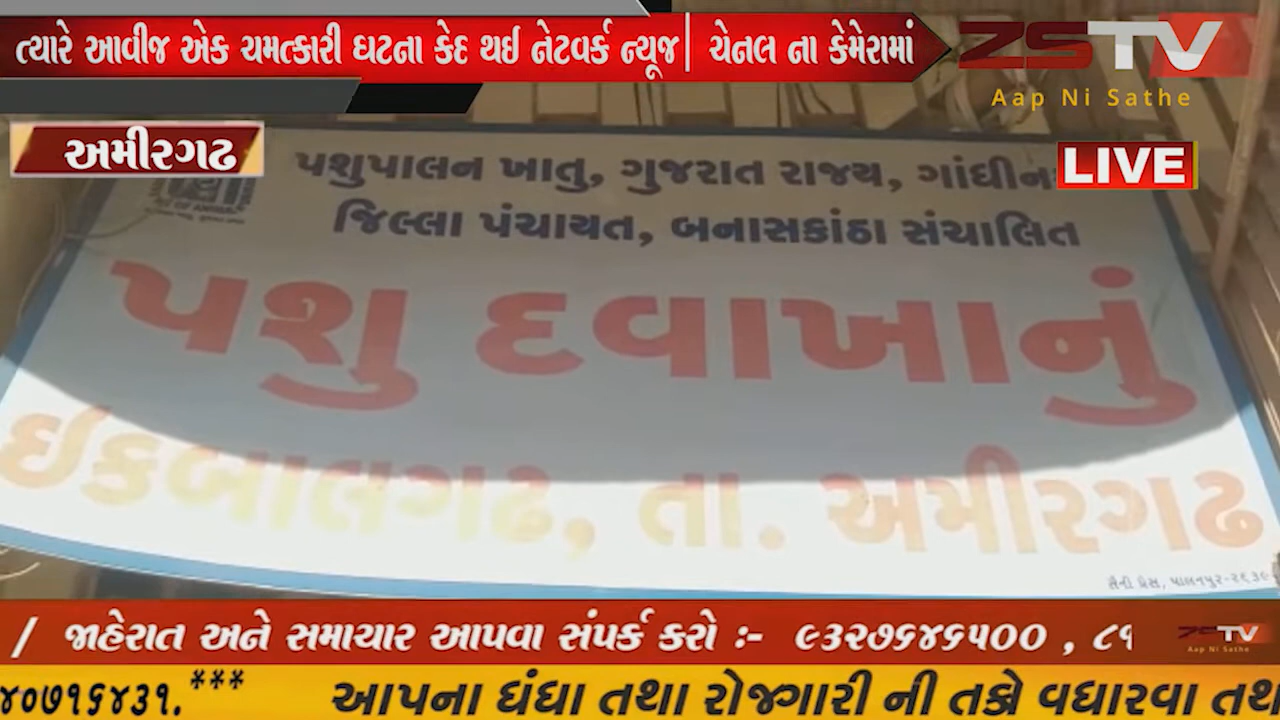 ત્યારે આવીજ એક ચમત્કારી ઘટના કેદ થઈ નેટવર્ક ન્યૂજ| ચેનલ ના કેમેરામાં
ZSTV
Aap Ni Sathe
અમીરગઢ
LIVE
પશુપાલન ખાતુ, ગુજરાત રાજ્ય,
જિલ્લા પંચાયત, બનાસકાંઠા સંચાલિત
પશુ દવાખાનું
ઈકબાલગઢ, તા. અમીરગઢ
સૈની પ્રેસ, પાલનપુર
/ જાહેરાત અને સમાચાર આપવા સંપર્ક કરો :- ૯૩૨૭૬૪૬૫૦૦ , ૮૧
ZSTV
Aap Ni Sathe
૪૦૭૧૬૪૩૧.*** આપના ધંધા તથા રોજગારી ની તકો વધારવા તથ